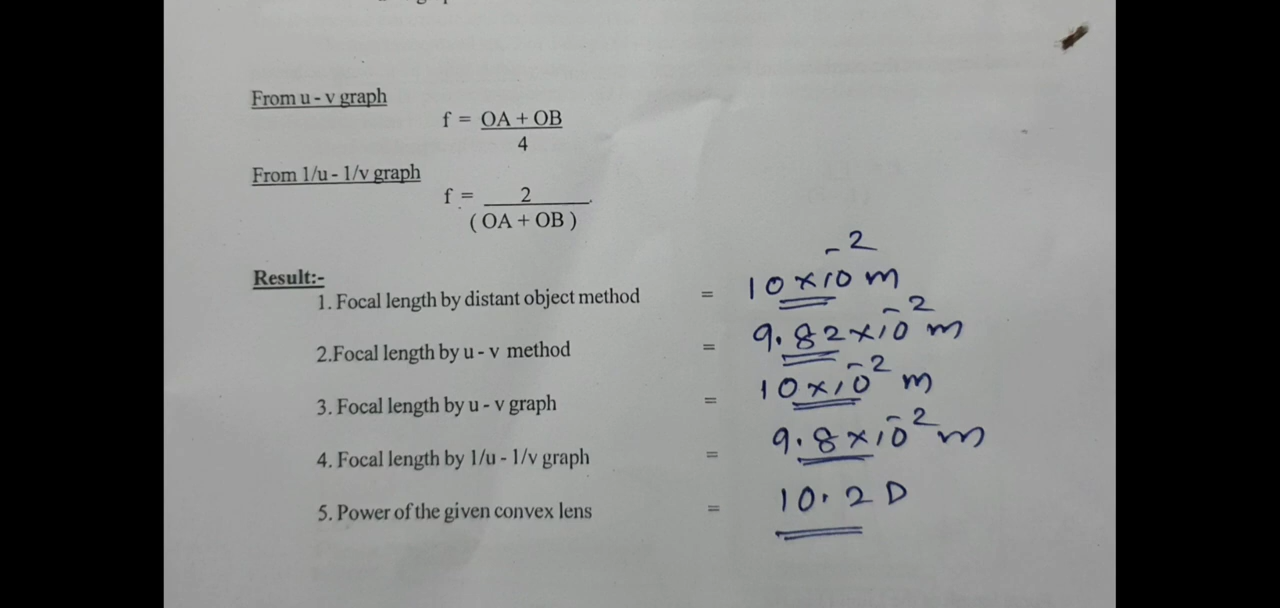 From u - v graph
f = OA + OB
4
From 1/u - 1/v graph
f = 2
( OA + OB )
Result:-
1. Focal length by distant object method = 10 x 10⁻² m
2.Focal length by u - v method = 9.82 x 10⁻² m
3. Focal length by u - v graph = 10 x 10⁻² m
4. Focal length by 1/u - 1/v graph = 9.8 x 10⁻² m
5. Power of the given convex lens = 10.2 D